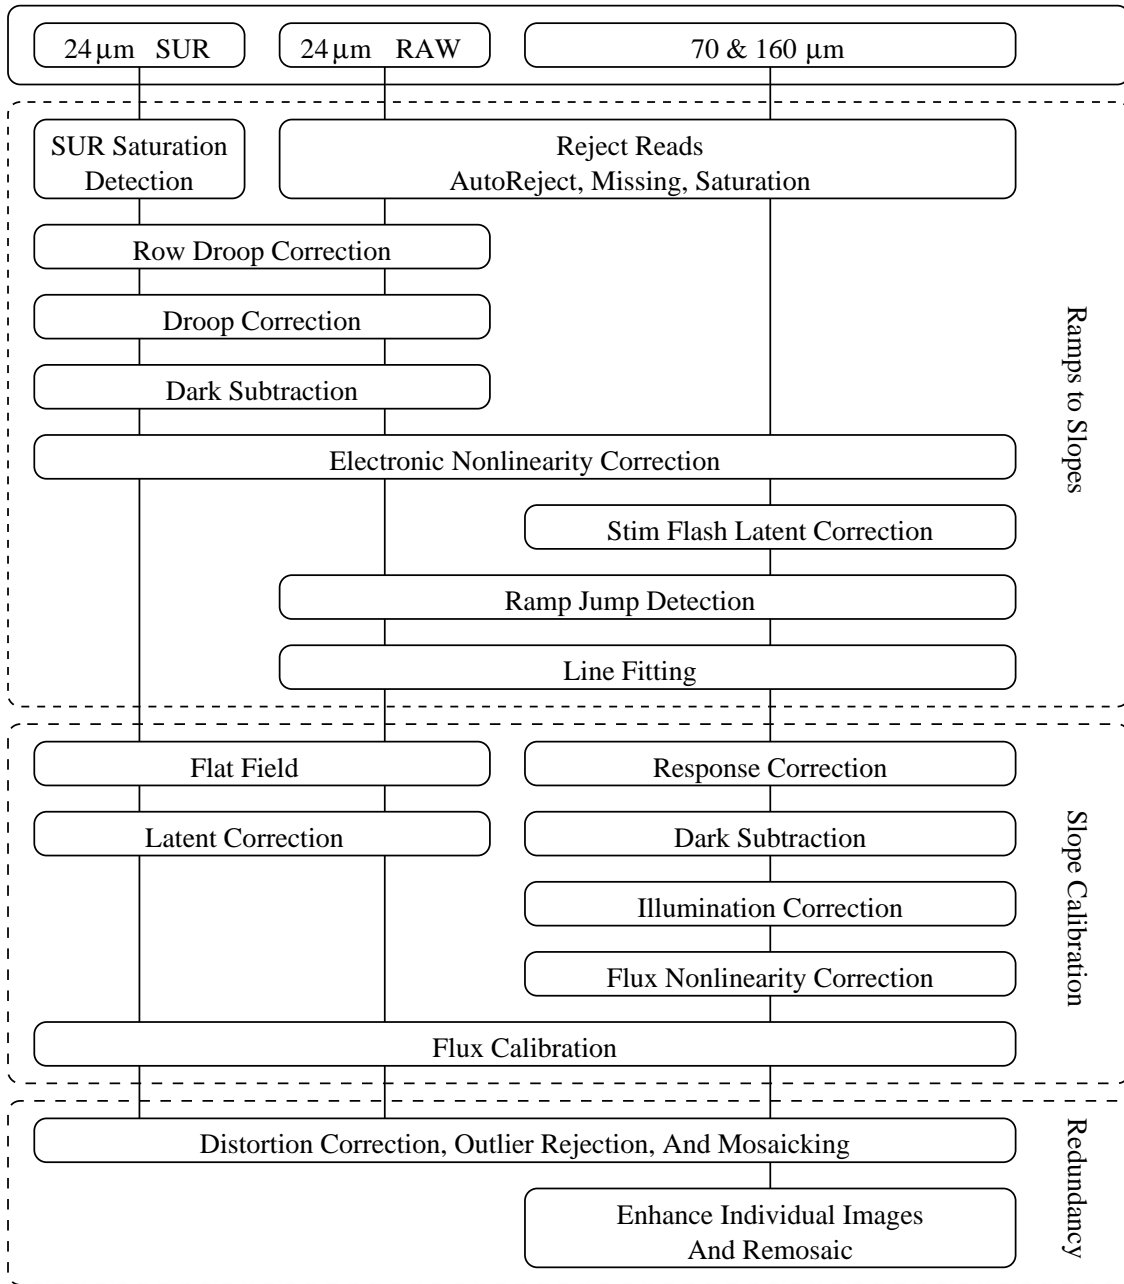 24 μm SUR
24 μm RAW
70 & 160 μm
SUR Saturation
Detection
Reject Reads
AutoReject, Missing, Saturation
Row Droop Correction
Droop Correction
Dark Subtraction
Electronic Nonlinearity Correction
Stim Flash Latent Correction
Ramp Jump Detection
Line Fitting
Ramps to Slopes
Flat Field
Response Correction
Latent Correction
Dark Subtraction
Illumination Correction
Flux Nonlinearity Correction
Flux Calibration
Slope Calibration
Distortion Correction, Outlier Rejection, And Mosaicking
Enhance Individual Images
And Remosaic
Redundancy